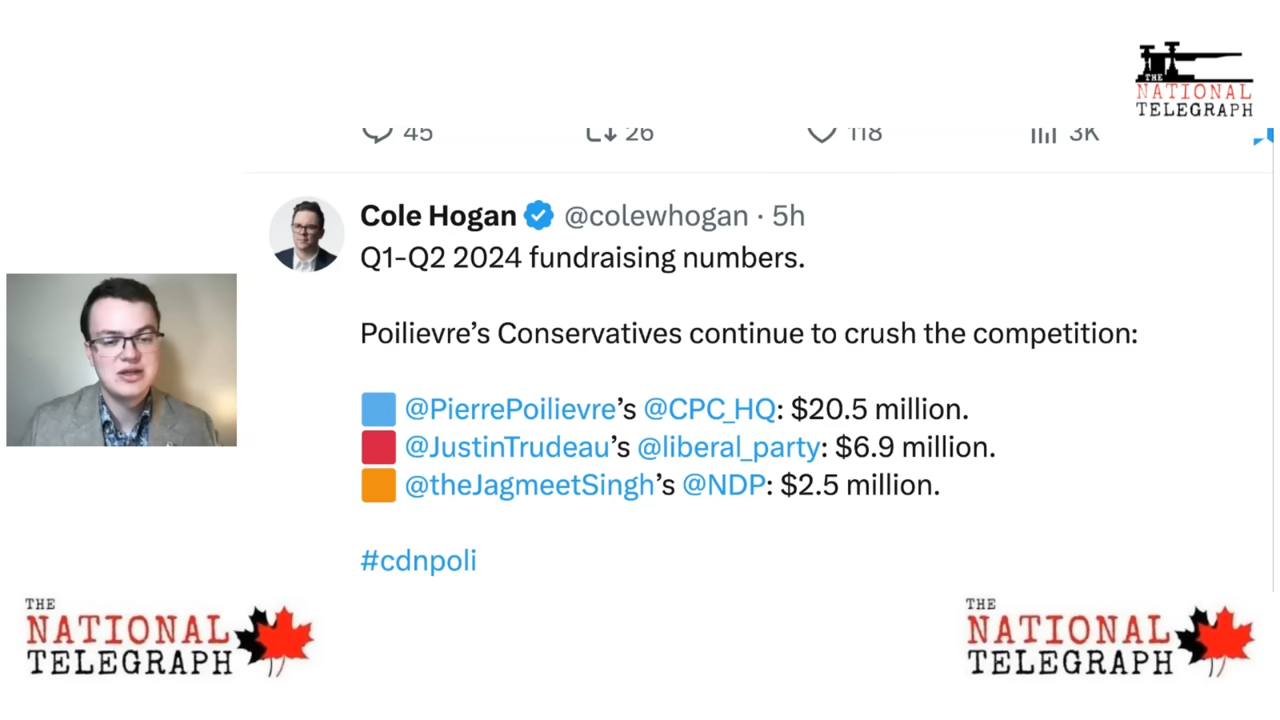 THE
NATIONAL
TELEGRAPH
45 26 118 3K
Cole Hogan @colewhogan · 5h
Q1-Q2 2024 fundraising numbers.
Poilievre’s Conservatives continue to crush the competition:
@PierrePoilievre’s @CPC_HQ: $20.5 million.
@JustinTrudeau’s @liberal_party: $6.9 million.
@theJagmeetSingh’s @NDP: $2.5 million.
#cdnpoli
THE
NATIONAL
TELEGRAPH
THE
NATIONAL
TELEGRAPH